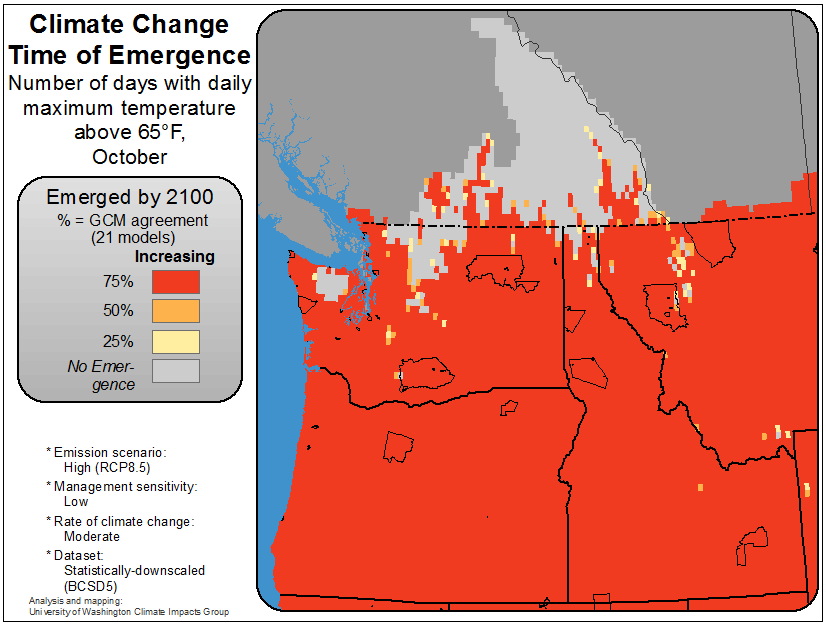 Climate Change
Time of Emergence
Number of days with daily
maximum temperature
above 65°F,
October
Emerged by 2100
% = GCM agreement
(21 models)
Increasing
75%
50%
25%
No Emer-
gence
* Emission scenario:
High (RCP8.5)
* Management sensitivity:
Low
* Rate of climate change:
Moderate
* Dataset:
Statistically-downscaled
(BCSD5)
Analysis and mapping:
University of Washington Climate Impacts Group